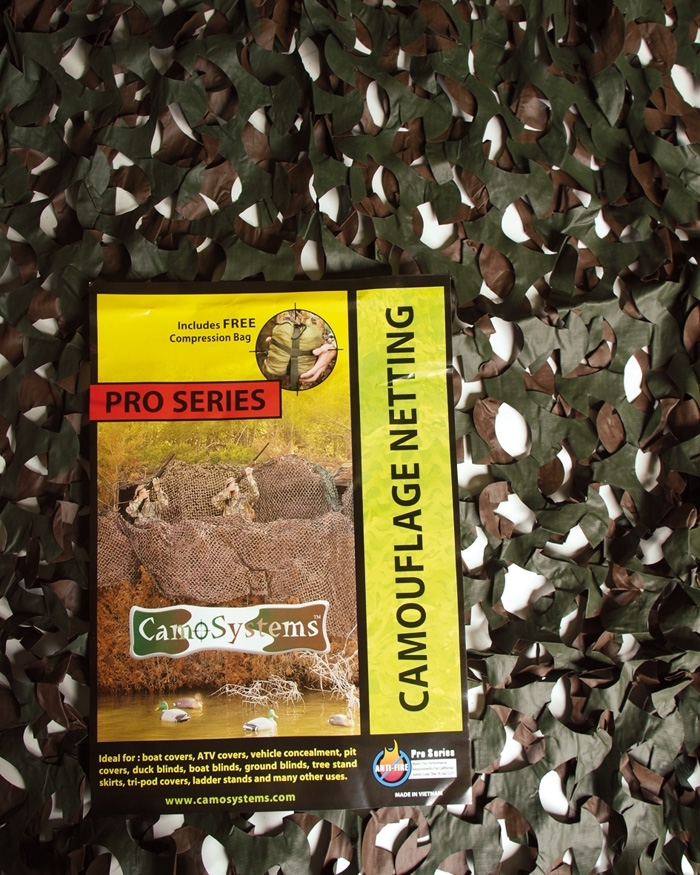 Includes FREE
Compression Bag
PRO SERIES
CAMOUFLAGE NETTING
CamoSystems™
Ideal for : boat covers, ATV covers, vehicle concealment, pit
covers, duck blinds, boat blinds, ground blinds, tree stand
skirts, tri-pod covers, ladder stands and many other uses.
www.camosystems.com
ANTI-FIRE
Pro Series
MADE IN VIETNAM